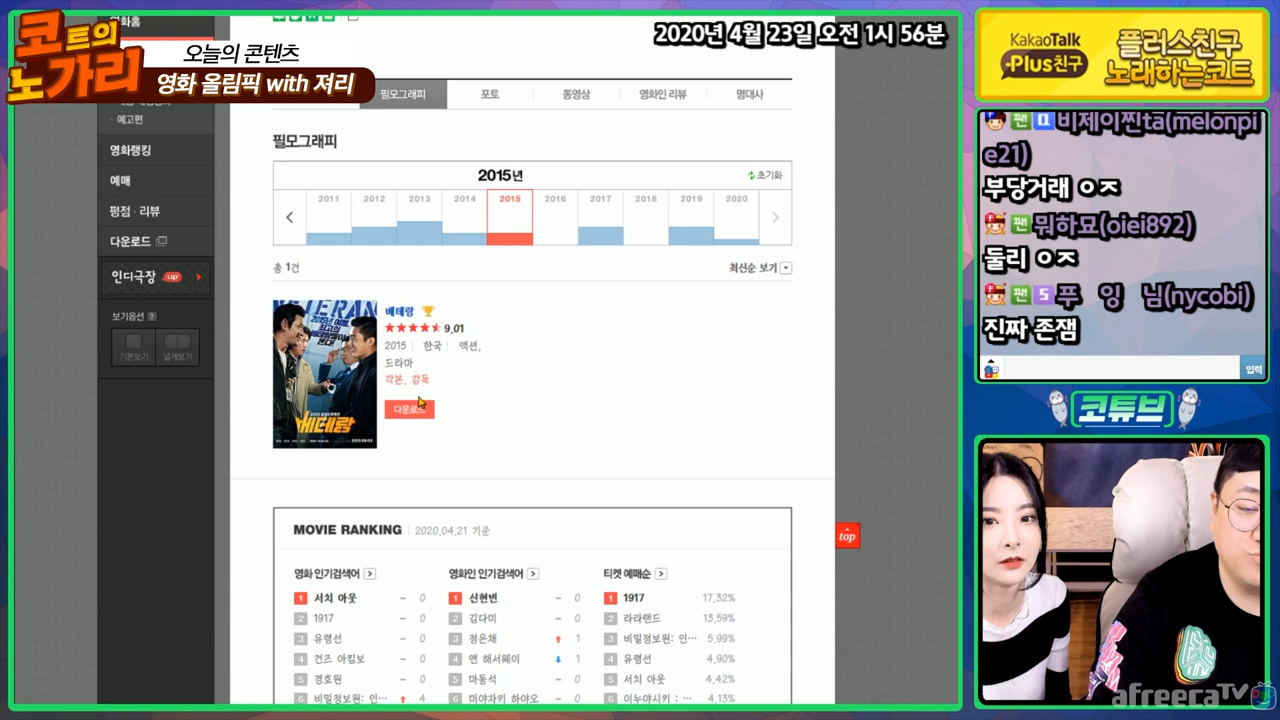 영화홈
코트의
노가리
오늘의 콘텐츠
영화 올림픽 with 져리
2020년 4월 23일 오전 1시 56분
예고편
영화랭킹
예매
평점·리뷰
다운로드
인디극장 up
보기옵션 ?
기본보기 넓게보기
필모그래피 포토 동영상 영화인 리뷰 명대사
필모그래피
2015년 초기화
2011 2012 2013 2014 2015 2016 2017 2018 2019 2020
총 1건 최신순 보기
VETERAN
베테랑
베테랑
9.01
2015 한국 액션,
드라마
각본, 감독
다운로드
MOVIE RANKING 2020.04.21 기준
영화 인기검색어 영화인 인기검색어 티켓 예매순
1 서치 아웃 – 0 1 신현빈 – 0 1 1917 17,32%
2 1917 – 0 2 김다미 – 0 2 라라랜드 13,59%
3 유령선 – 0 3 정은채 1 3 비밀정보원: 인… 5,99%
4 건즈 아킴보 – 0 4 앤 해서웨이 1 4 유령선 4,90%
5 경호원 – 0 5 마동석 – 0 5 서치 아웃 4,42%
6 비밀정보원: 인… 4 6 미야자키 하야오 – 0 6 이누야시키 : … 4,13%
top
KakaoTalk
+Plus친구
플러스친구
노래하는코트
팬 비제이찐ta(melonpi
e21)
부당거래 ㅇㅈ
팬 뭐하묘(oiei892)
둘리 ㅇㅈ
팬 5 푸 잉 님(nycobi)
진짜 존잼
입력
코튜브
afreecaTV